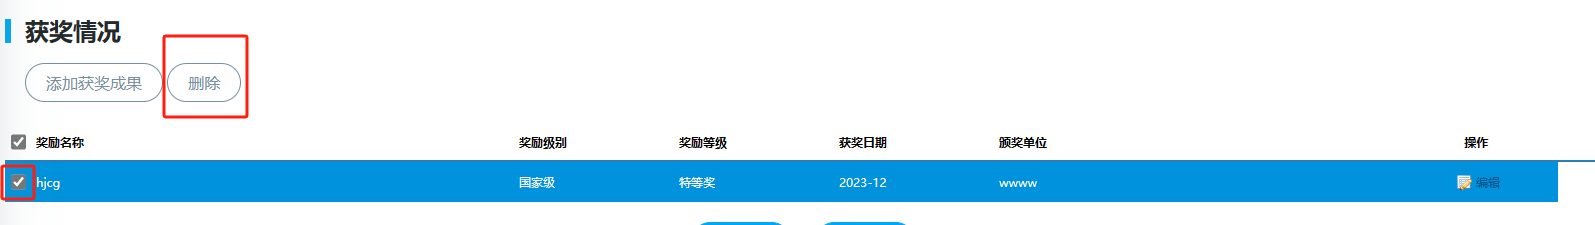 获奖情况
添加获奖成果 删除
奖励名称 奖励级别 奖励等级 获奖日期 颁奖单位 操作
hjcg 国家级 特等奖 2023-12 wwww 编辑